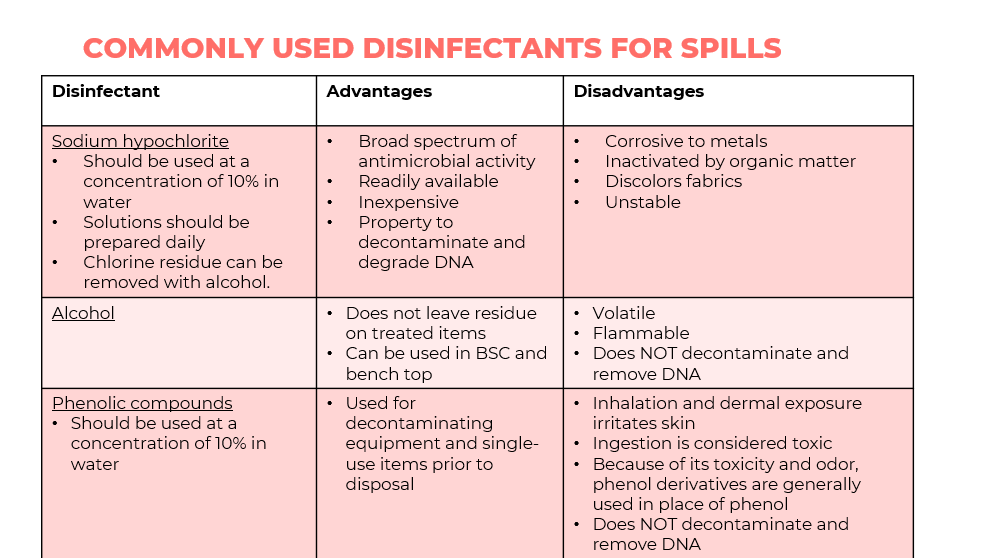 COMMONLY USED DISINFECTANTS FOR SPILLS
Disinfectant
Advantages
Disadvantages
Sodium hypochlorite
• Should be used at a
concentration of 10% in
water
• Solutions should be
prepared daily
• Chlorine residue can be
removed with alcohol.
• Broad spectrum of
antimicrobial activity
• Readily available
• Inexpensive
• Property to
decontaminate and
degrade DNA
• Corrosive to metals
• Inactivated by organic matter
• Discolors fabrics
• Unstable
Alcohol
• Does not leave residue
on treated items
• Can be used in BSC and
bench top
• Volatile
• Flammable
• Does NOT decontaminate and
remove DNA
Phenolic compounds
• Should be used at a
concentration of 10% in
water
• Used for
decontaminating
equipment and single-
use items prior to
disposal
• Inhalation and dermal exposure
irritates skin
• Ingestion is considered toxic
• Because of its toxicity and odor,
phenol derivatives are generally
used in place of phenol
• Does NOT decontaminate and
remove DNA